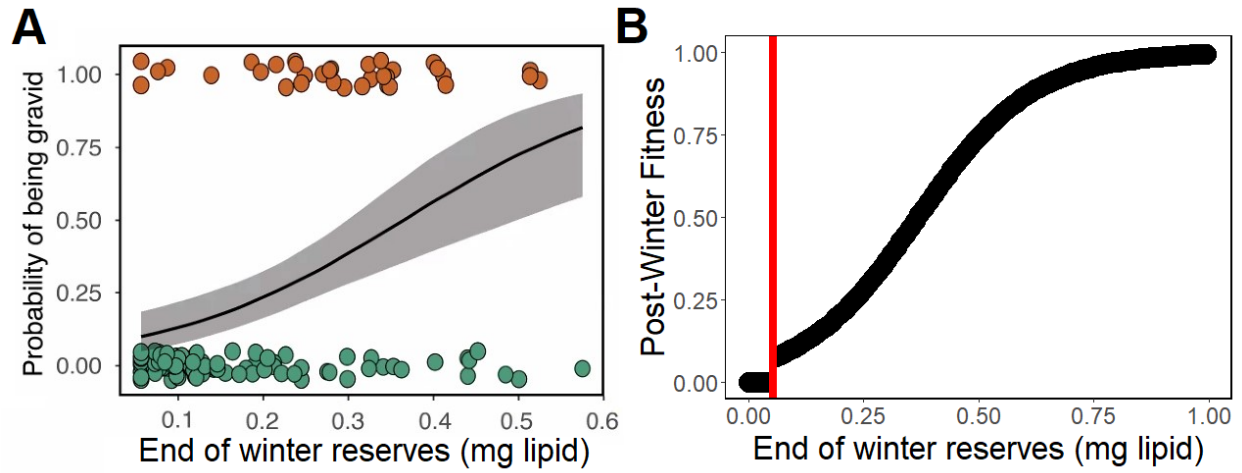 A
Probability of being gravid
1.00
0.75
0.50
0.25
0.00
0.1 0.2 0.3 0.4 0.5 0.6
End of winter reserves (mg lipid)
B
Post-Winter Fitness
1.00
0.75
0.50
0.25
0.00
0.00 0.25 0.50 0.75 1.00
End of winter reserves (mg lipid)